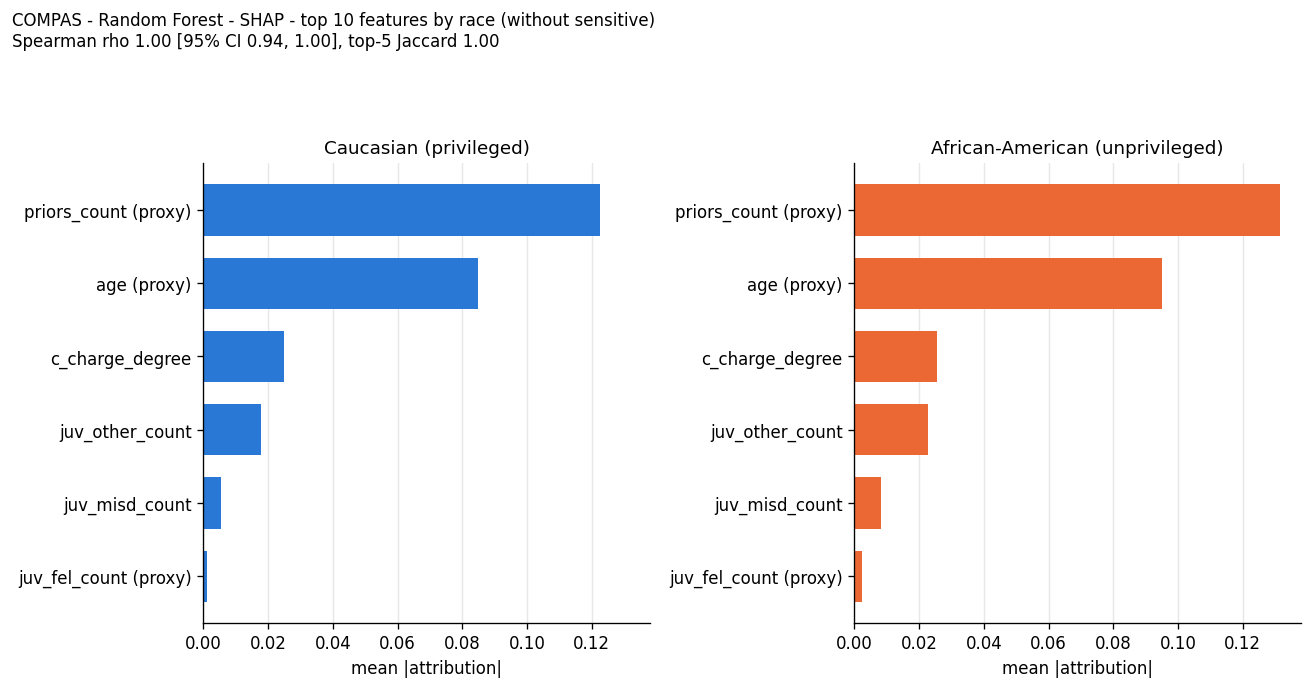 COMPAS - Random Forest - SHAP - top 10 features by race (without sensitive)
Spearman rho 1.00 [95% CI 0.94, 1.00], top-5 Jaccard 1.00
Caucasian (privileged)
priors_count (proxy)
age (proxy)
c_charge_degree
juv_other_count
juv_misd_count
juv_fel_count (proxy)
0.00 0.02 0.04 0.06 0.08 0.10 0.12
mean |attribution|
African-American (unprivileged)
priors_count (proxy)
age (proxy)
c_charge_degree
juv_other_count
juv_misd_count
juv_fel_count (proxy)
0.00 0.02 0.04 0.06 0.08 0.10 0.12
mean |attribution|